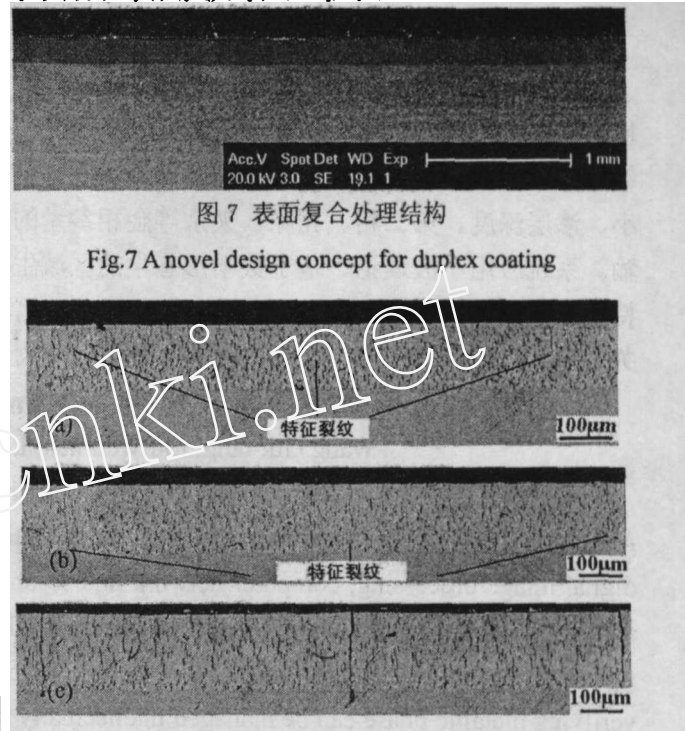 Acc.V Spot Det WD Exp 1 mm
20.0 kV 3.0 SE 19.1 1
图 7 表面复合处理结构
Fig.7 A novel design concept for duplex coating
a)
特征裂纹
100μm
cnki.net
(b)
特征裂纹
100μm
(c)
100μm